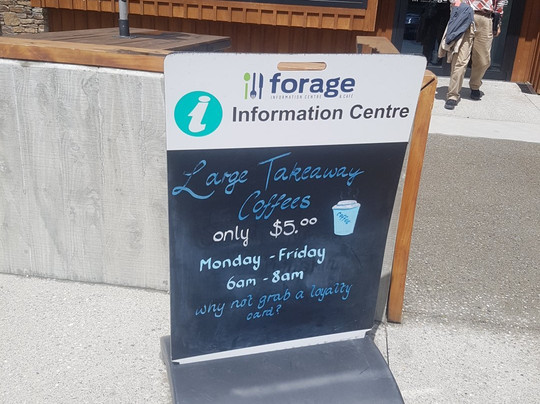 forage
INFORMATION CENTRE & CAFE
i Information Centre
Large Takeaway
Coffees
only $5.00
Monday - Friday
6am - 8am
why not grab a loyalty
card?